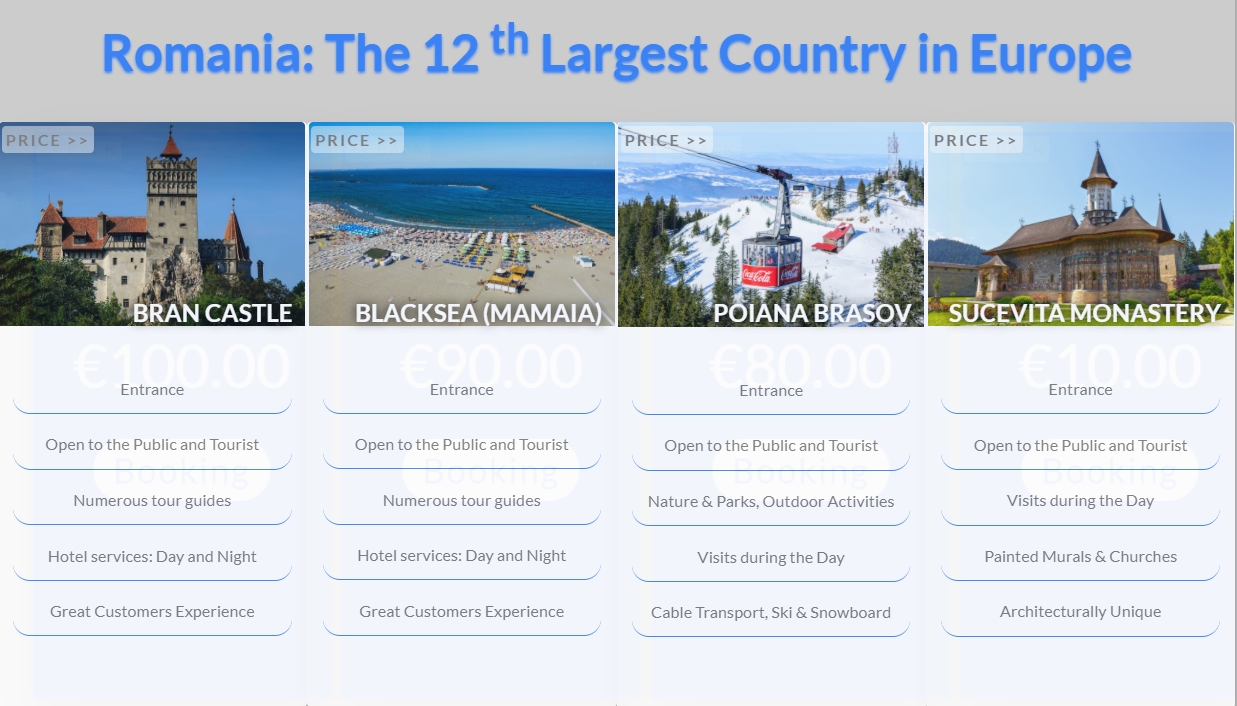 Romania: The 12 th Largest Country in Europe
PRICE >>
BRAN CASTLE
€100.00
Entrance
Open to the Public and Tourist
Booking
Numerous tour guides
Hotel services: Day and Night
Great Customers Experience
PRICE >>
BLACKSEA (MAMAIA)
€90.00
Entrance
Open to the Public and Tourist
Booking
Numerous tour guides
Hotel services: Day and Night
Great Customers Experience
PRICE >>
Coca-Cola
POIANA BRASOV
€80.00
Entrance
Open to the Public and Tourist
Booking
Nature & Parks, Outdoor Activities
Visits during the Day
Cable Transport, Ski & Snowboard
PRICE >>
SUCEVITA MONASTERY
€10.00
Entrance
Open to the Public and Tourist
Booking
Visits during the Day
Painted Murals & Churches
Architecturally Unique